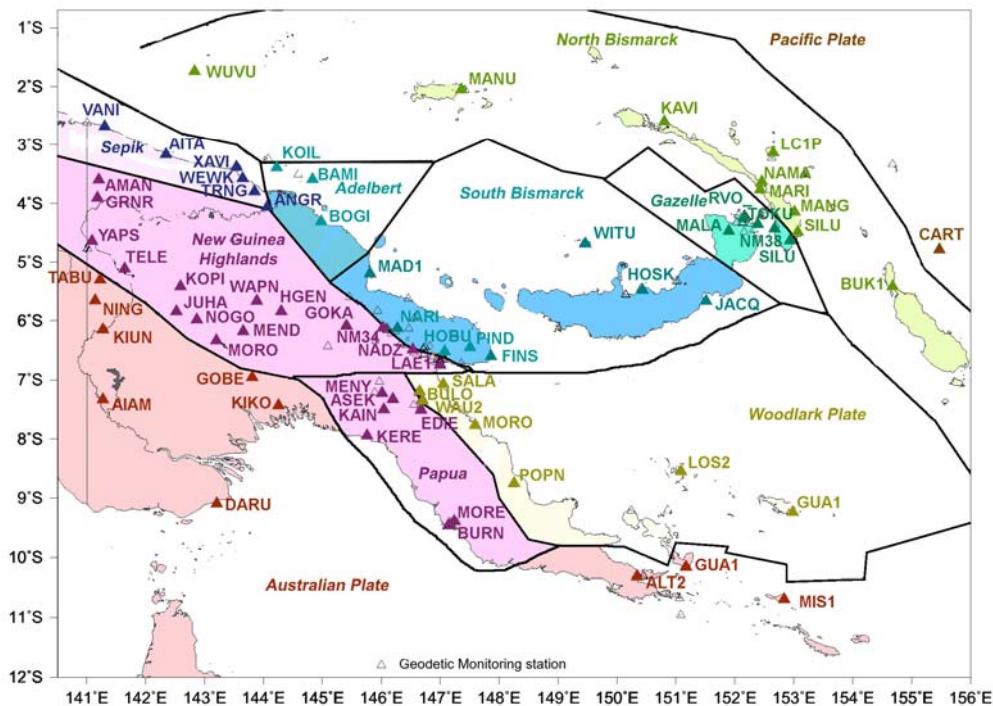 1°S
North Bismarck
Pacific Plate
WUVU
MANU
2°S
KAVI
VANI
LC1P
3°S
AITA
KOIL
Sepik
XAVI
WEWK
BAMI
NAMA
TRNG
Adelbert
South Bismarck
Gazelle
RVO_
MARI
4°S
AMAN
GRNR
ANGR
BOGI
MANG
TOKU
MALA
SILU
NM38
SILU
New Guinea
Highlands
YAPS
WITU
CART
5°S
TELE
MAD1
TABU
KOPI
WAPN
HOSK
BUK1
NING
JUHA
HGEN
JACQ
NOGO
GOKA
NARI
6°S
KIUN
MEND
NM34
HOBU
PIND
MORO
NADZ
FINS
LAE1
7°S
GOBE
SALA
MENY
BULO
AIAM
KIKO
ASEK
WAU2
KAIN
EDIE
MORO
Woodlark Plate
8°S
KERE
Papua
POPN
LOS2
9°S
DARU
GUA1
MORE
BURN
10°S
Australian Plate
GUA1
ALT2
MIS1
11°S
Geodetic Monitoring station
12°S
141°E 142°E 143°E 144°E 145°E 146°E 147°E 148°E 149°E 150°E 151°E 152°E 153°E 154°E 155°E 156°E